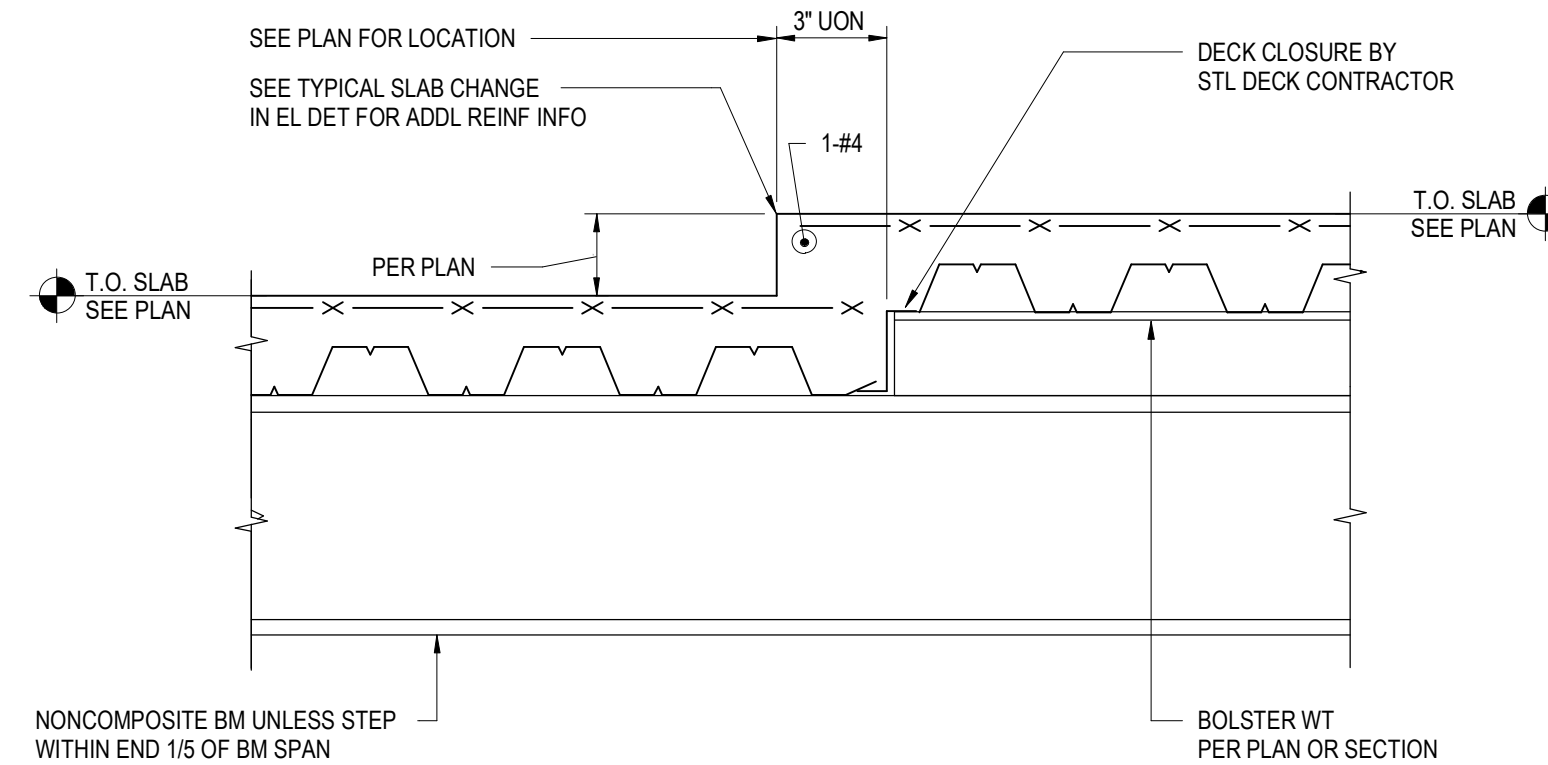 3" UON
SEE PLAN FOR LOCATION
DECK CLOSURE BY
STL DECK CONTRACTOR
SEE TYPICAL SLAB CHANGE
IN EL DET FOR ADDL REINF INFO
1-#4
T.O. SLAB
SEE PLAN
PER PLAN
T.O. SLAB
SEE PLAN
NONCOMPOSITE BM UNLESS STEP
WITHIN END 1/5 OF BM SPAN
BOLSTER WT
PER PLAN OR SECTION